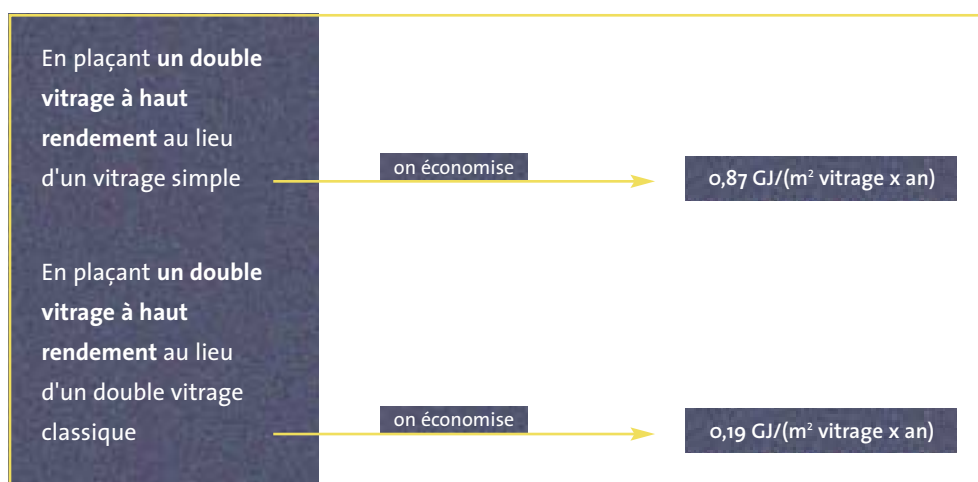 En plaçant un double
vitrage à haut
rendement au lieu
d'un vitrage simple
on économise
0,87 GJ/(m² vitrage x an)
En plaçant un double
vitrage à haut
rendement au lieu
d'un double vitrage
classique
on économise
0,19 GJ/(m² vitrage x an)